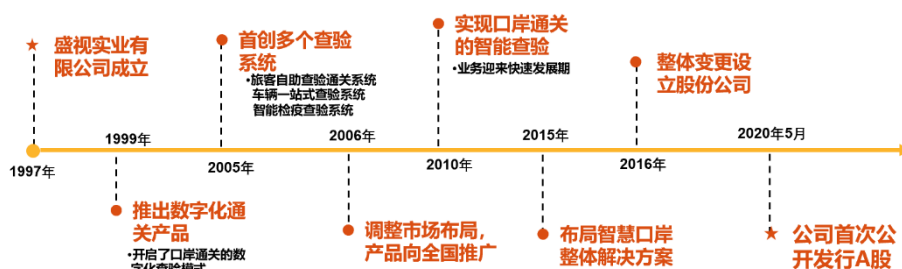 盛视实业有
限公司成立
1997年
1999年
推出数字化通
关产品
•开启了口岸通关的数
字化查验模式
首创多个查验
系统
•旅客自助查验通关系统
车辆一站式查验系统
智能检疫查验系统
2005年
2006年
调整市场布局，
产品向全国推广
实现口岸通关
的智能查验
•业务迎来快速发展期
2010年
2015年
布局智慧口岸
整体解决方案
整体变更设
立股份公司
2016年
2020年5月
公司首次公
开发行A股